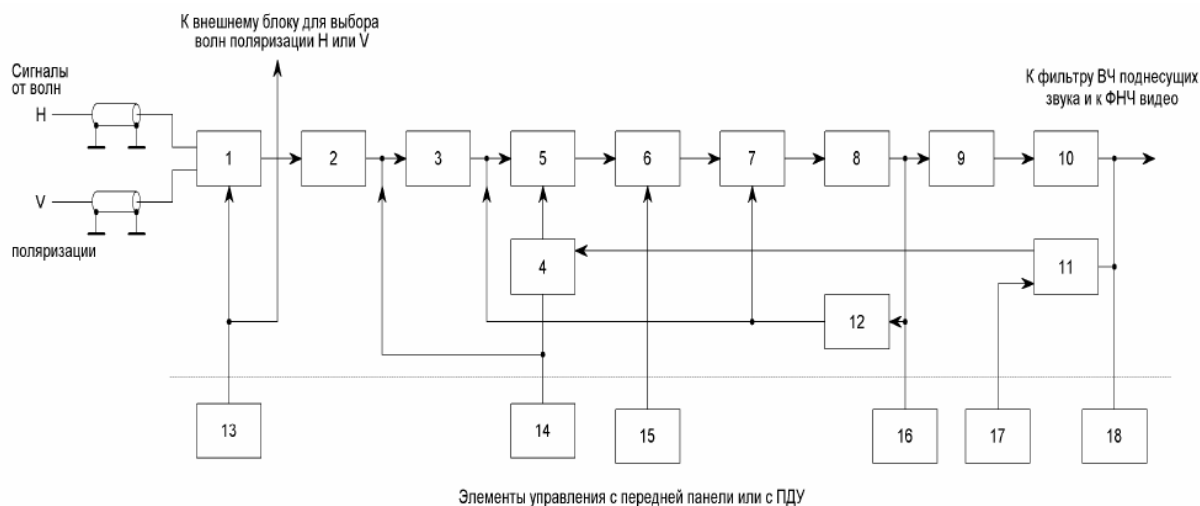 К внешнему блоку для выбора
волн поляризации H или V
Сигналы
от волн
H
V
поляризации
К фильтру ВЧ поднесущих
звука и к ФНЧ видео
1
2
3
5
6
7
8
9
10
4
11
12
13
14
15
16
17
18
Элементы управления с передней панели или с ПДУ